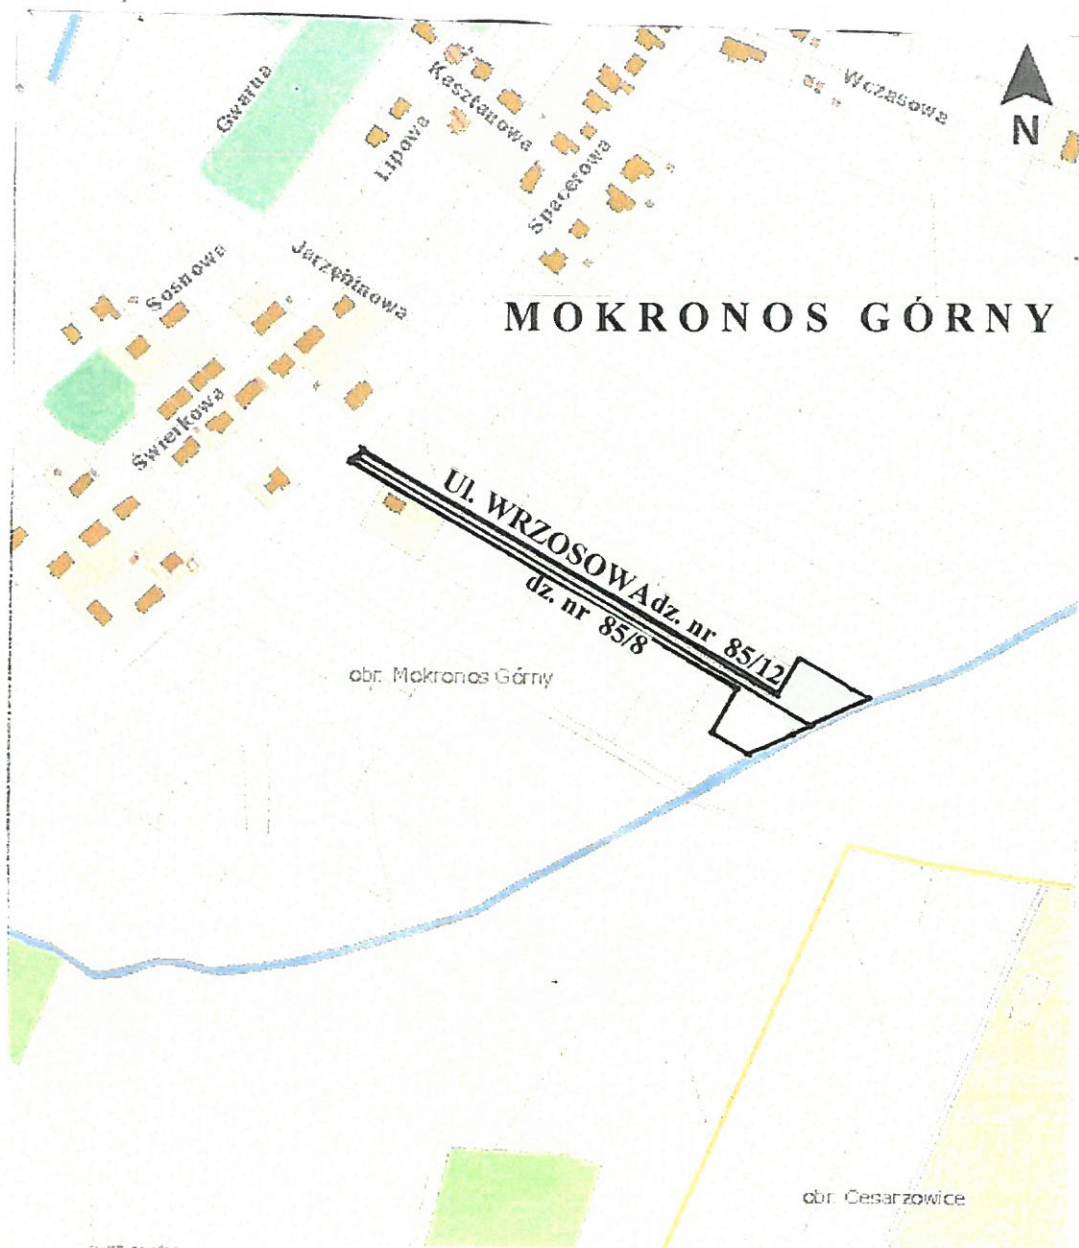 Gwarna
Kasztanowa
Lipowa
Spacerowa
Wczasowa
N
Sosnowa
Jarzębinowa
MOKRONOS GÓRNY
Świerkowa
Ul. WRZOSOWA dz. nr 85/12
dz. nr 85/8
obr. Mokronos Górny
obr. Cesarzowice